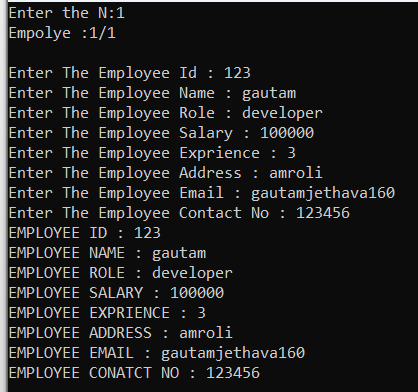 Enter the N:1
Empolye :1/1
Enter The Employee Id : 123
Enter The Employee Name : gautam
Enter The Employee Role : developer
Enter The Employee Salary : 100000
Enter The Employee Exprience : 3
Enter The Employee Address : amroli
Enter The Employee Email : gautamjethava160
Enter The Employee Contact No : 123456
EMPLOYEE ID : 123
EMPLOYEE NAME : gautam
EMPLOYEE ROLE : developer
EMPLOYEE SALARY : 100000
EMPLOYEE EXPRIENCE : 3
EMPLOYEE ADDRESS : amroli
EMPLOYEE EMAIL : gautamjethava160
EMPLOYEE CONATCT NO : 123456